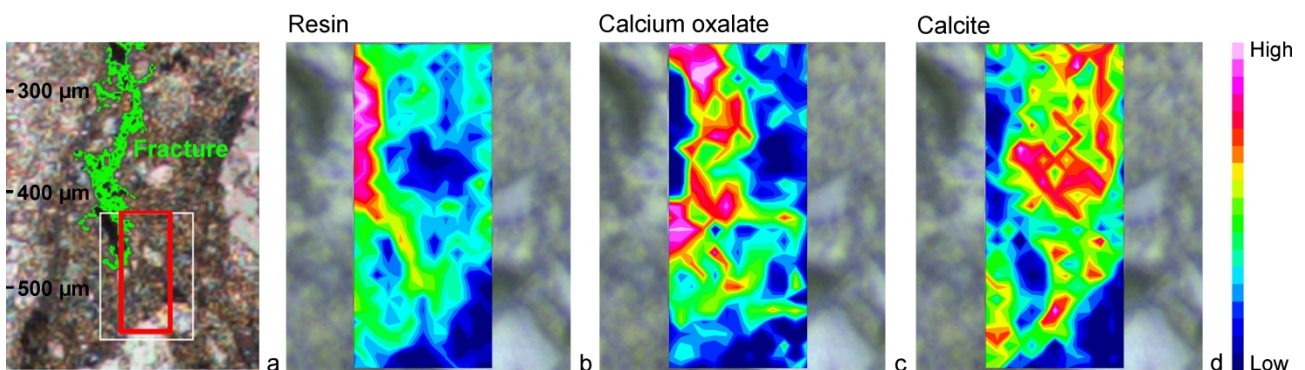 Resin
Calcium oxalate
Calcite
300 µm
Fracture
400 µm
500 µm
a
b
c
d
High
Low